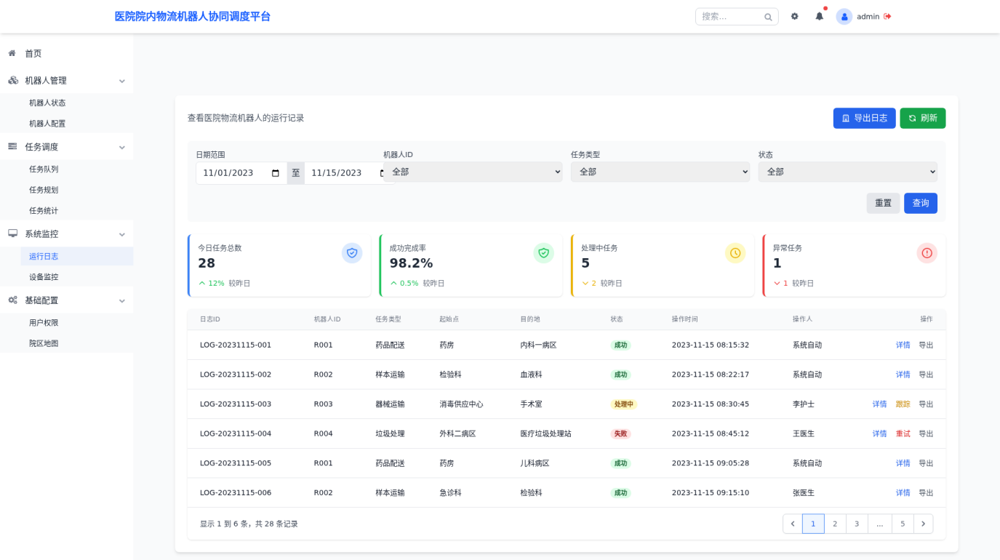 医院院内物流机器人协同调度平台
搜索... admin
首页
机器人管理
机器人状态
机器人配置
任务调度
任务队列
任务规划
任务统计
系统监控
运行日志
设备监控
基础配置
用户权限
院区地图
查看医院物流机器人的运行记录 导出日志 刷新
日期范围 机器人ID 任务类型 状态
11/01/2023 至 11/15/2023 全部 全部 全部
重置 查询
今日任务总数 成功完成率 处理中任务 异常任务
28 98.2% 5 1
12% 较昨日 0.5% 较昨日 2 较昨日 1 较昨日
日志ID 机器人ID 任务类型 起始点 目的地 状态 操作时间 操作人 操作
LOG-20231115-001 R001 药品配送 药房 内科一病区 成功 2023-11-15 08:15:32 系统自动 详情 导出
LOG-20231115-002 R002 样本运输 检验科 血液科 成功 2023-11-15 08:22:17 系统自动 详情 导出
LOG-20231115-003 R003 器械运输 消毒供应中心 手术室 处理中 2023-11-15 08:30:45 李护士 详情 跟踪 导出
LOG-20231115-004 R004 垃圾处理 外科二病区 医疗垃圾处理站 失败 2023-11-15 08:45:12 王医生 详情 重试 导出
LOG-20231115-005 R001 药品配送 药房 儿科病区 成功 2023-11-15 09:05:28 系统自动 详情 导出
LOG-20231115-006 R002 样本运输 急诊科 检验科 成功 2023-11-15 09:15:10 张医生 详情 导出
显示 1 到 6 条，共 28 条记录 1 2 3 ... 5